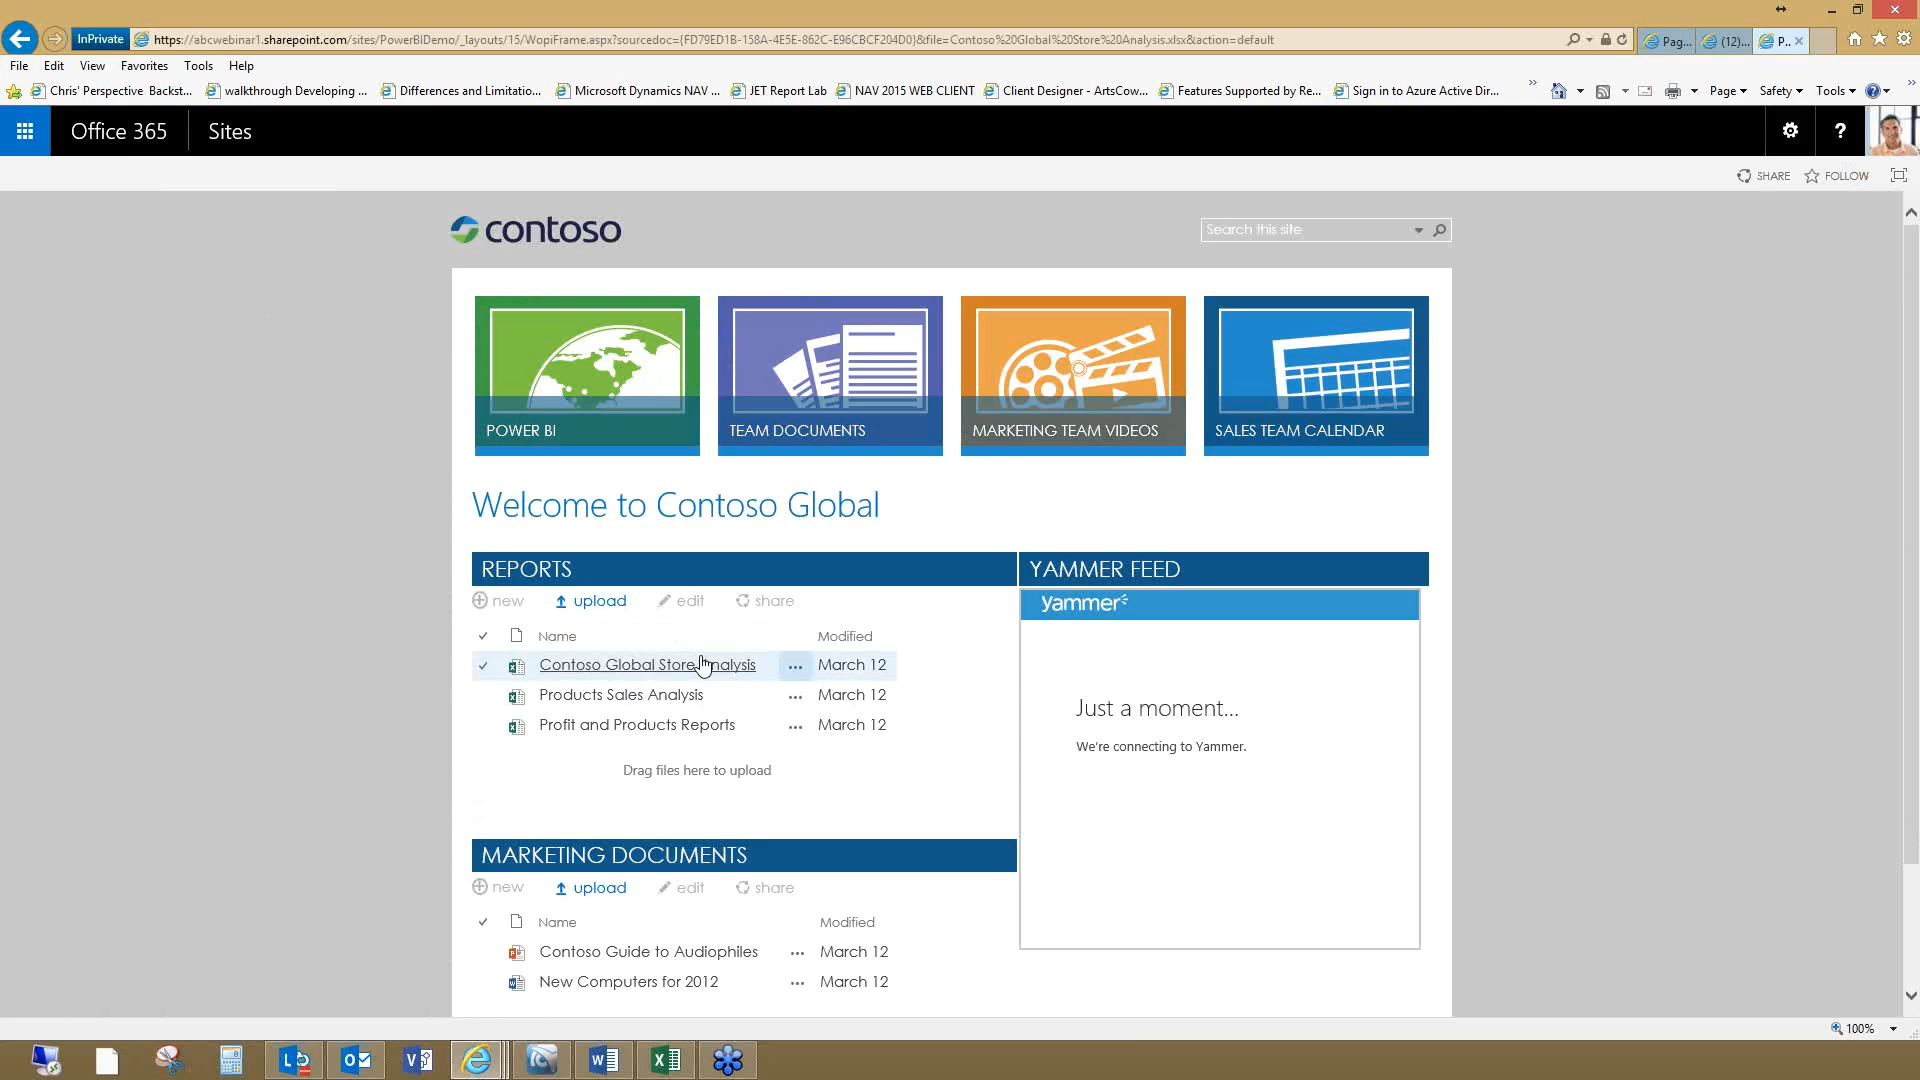 InPrivate
https://abcwebinar1.sharepoint.com/sites/PowerBIDemo/_layouts/15/WopiFrame.aspx?sourcedoc={FD79ED1B-158A-4E5E-862C-E96CBCF204D0}&file=Contoso%20Global%20Store%20Analysis.xlsx&action=default
Pag...
(12)...
P..
File Edit View Favorites Tools Help
Chris' Perspective Backst...
walkthrough Developing ...
Differences and Limitatio...
Microsoft Dynamics NAV ...
JET Report Lab
NAV 2015 WEB CLIENT
Client Designer - ArtsCow...
Features Supported by Re...
Sign in to Azure Active Dir...
Page Safety Tools
Office 365
Sites
?
SHARE
FOLLOW
contoso
Search this site
POWER BI
TEAM DOCUMENTS
MARKETING TEAM VIDEOS
SALES TEAM CALENDAR
Welcome to Contoso Global
REPORTS
new upload edit share
Name Modified
Contoso Global Store Analysis ... March 12
Products Sales Analysis ... March 12
Profit and Products Reports ... March 12
Drag files here to upload
YAMMER FEED
yammer
Just a moment...
We're connecting to Yammer.
MARKETING DOCUMENTS
new upload edit share
Name Modified
Contoso Guide to Audiophiles ... March 12
New Computers for 2012 ... March 12
100%